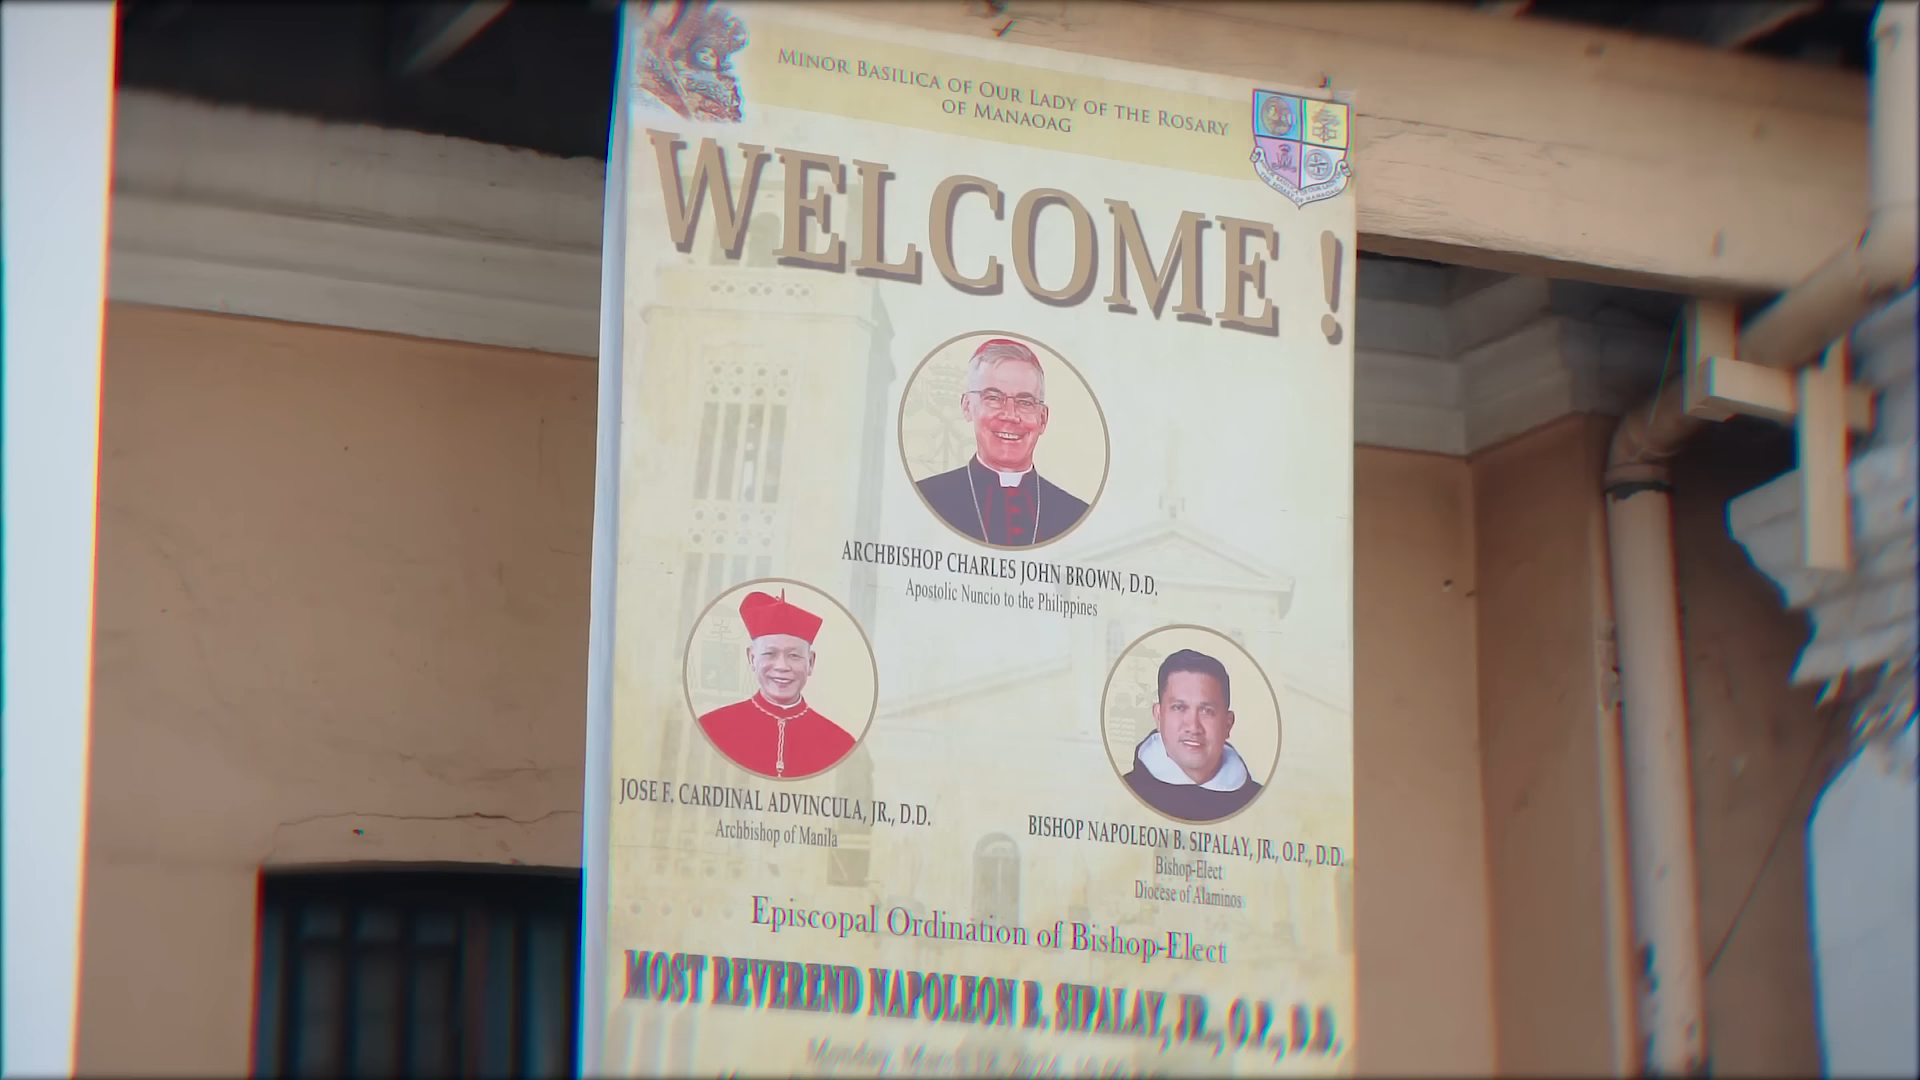 MINOR BASILICA OF OUR LADY OF THE ROSARY
OF MANAOAG
WELCOME !
ARCHBISHOP CHARLES JOHN BROWN, D.D.
Apostolic Nuncio to the Philippines
JOSE F. CARDINAL ADVINCULA, JR., D.D.
Archbishop of Manila
BISHOP NAPOLEON B. SIPALAY, JR., O.P., D.D.
Bishop-Elect
Diocese of Alaminos
Episcopal Ordination of Bishop-Elect
MOST REVEREND NAPOLEON B. SIPALAY, JR., O.P., D.D.
Monday, March